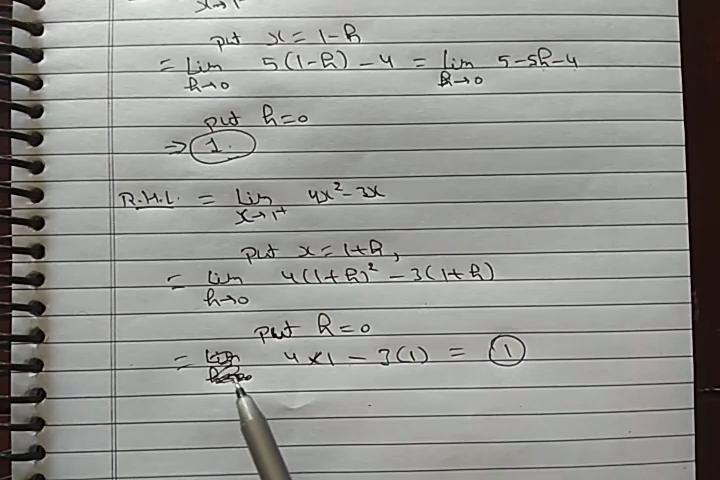 x→1
put x = 1-h
= Lim h→0 5(1-h) - 4 = Lim h→0 5-5h-4
put h=0
⇒ 1.
R.H.L. = Lim x→1⁺ 4x²-3x
put x = 1+h,
= Lim h→0 4(1+h)² - 3(1+h)
put h=0
= 4×1 - 3(1) = 1